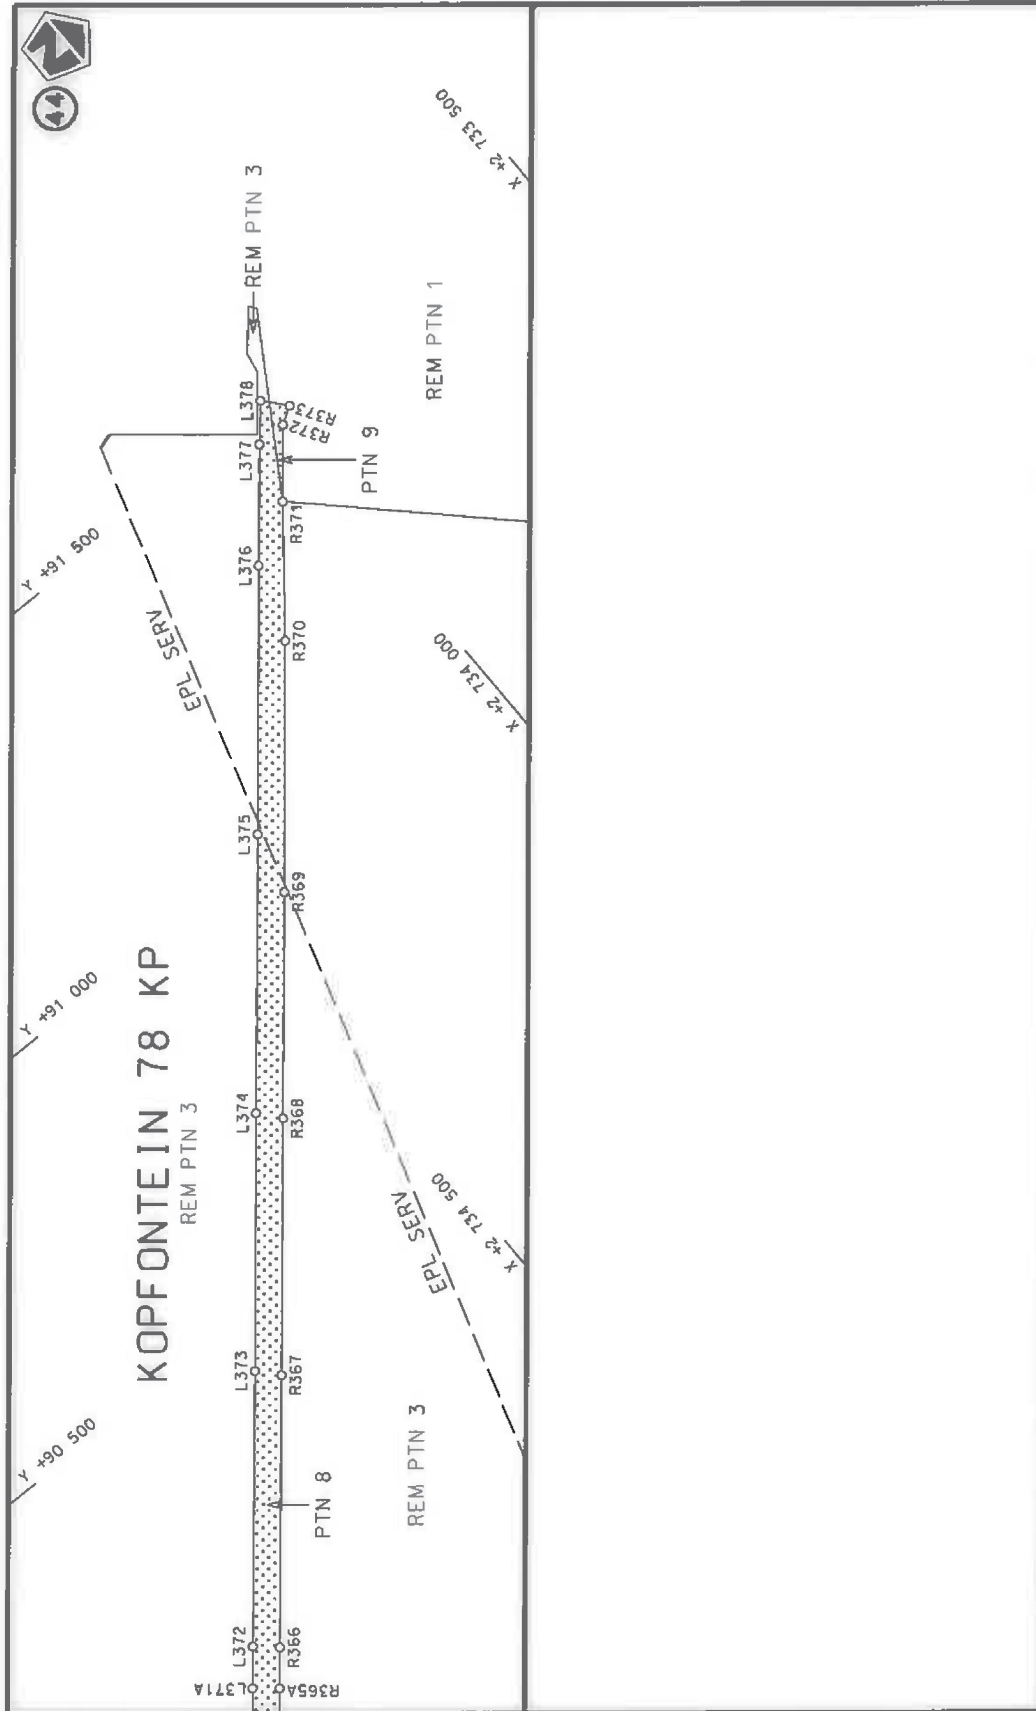 44
X +2 733 500
REM PTN 3
REM PTN 1
L378
R373
R372
L377
PTN 9
R371
Y +91 500
L376
EPL SERV
R370
X +2 734 000
L375
R369
Y +91 000
KOPFONTEIN 78 KP
REM PTN 3
L374
R368
EPL SERV
X +2 734 500
L373
R367
Y +90 500
REM PTN 3
PTN 8
L372
R366
L371A
R365A